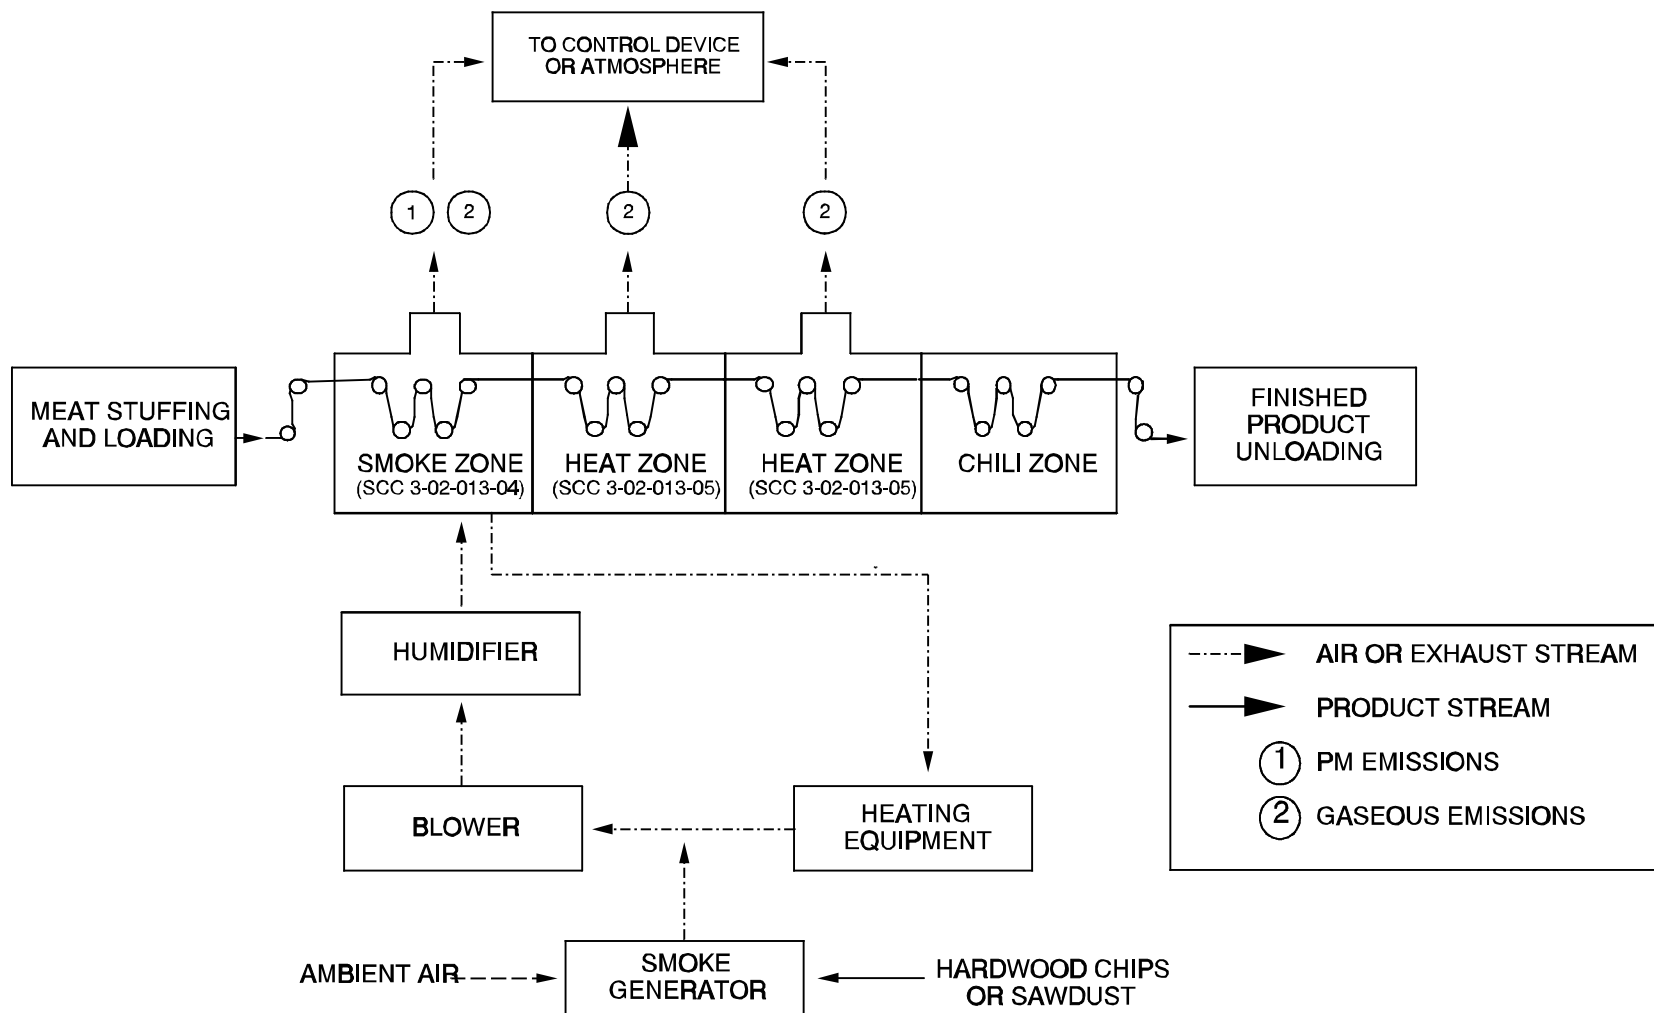 TO CONTROL DEVICE
OR ATMOSPHERE
1
2
2
2
MEAT STUFFING
AND LOADING
SMOKE ZONE
(SCC 3-02-013-04)
HEAT ZONE
(SCC 3-02-013-05)
HEAT ZONE
(SCC 3-02-013-05)
CHILI ZONE
FINISHED
PRODUCT
UNLOADING
HUMIDIFIER
BLOWER
HEATING
EQUIPMENT
AMBIENT AIR
SMOKE
GENERATOR
HARDWOOD CHIPS
OR SAWDUST
AIR OR EXHAUST STREAM
PRODUCT STREAM
1 PM EMISSIONS
2 GASEOUS EMISSIONS